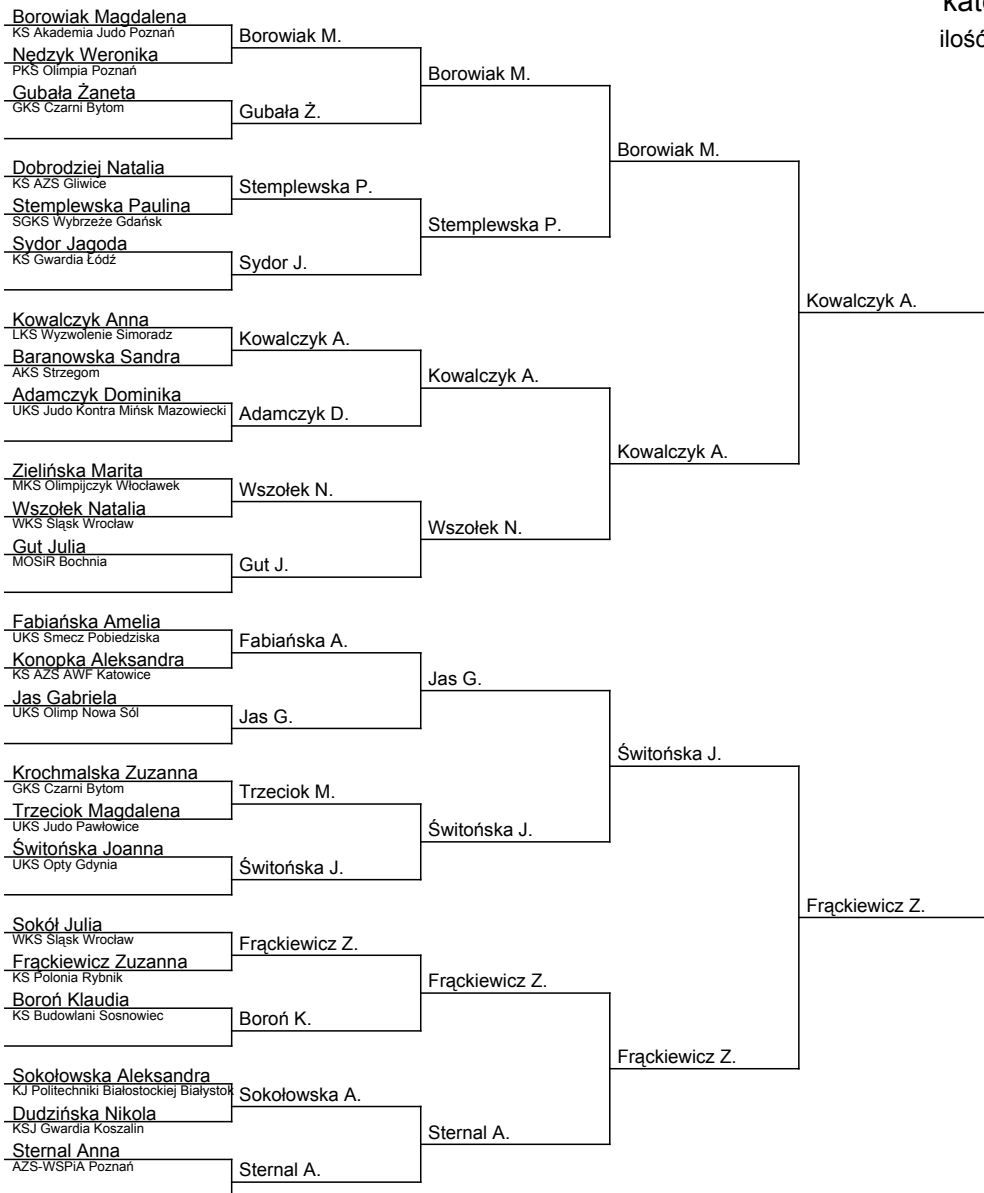 kat
ilość
Borowiak Magdalena
KS Akademia Judo Poznań
Nędzyk Weronika
PKS Olimpia Poznań
Gubała Żaneta
GKS Czarni Bytom
Dobrodziej Natalia
KS AZS Gliwice
Stemplewska Paulina
SGKS Wybrzeże Gdańsk
Sydor Jagoda
KS Gwardia Łódź
Kowalczyk Anna
LKS Wyzwolenie Simoradz
Baranowska Sandra
AKS Strzegom
Adamczyk Dominika
UKS Judo Kontra Mińsk Mazowiecki
Zielińska Marita
MKS Olimpijczyk Włocławek
Wszołek Natalia
WKS Śląsk Wrocław
Gut Julia
MOSiR Bochnia
Fabiańska Amelia
UKS Smecz Pobiedziska
Konopka Aleksandra
KS AZS AWF Katowice
Jas Gabriela
UKS Olimp Nowa Sól
Krochmalska Zuzanna
GKS Czarni Bytom
Trzeciok Magdalena
UKS Judo Pawłowice
Świtońska Joanna
UKS Opty Gdynia
Sokół Julia
WKS Śląsk Wrocław
Frąckiewicz Zuzanna
KS Polonia Rybnik
Boroń Klaudia
KS Budowlani Sosnowiec
Sokołowska Aleksandra
KJ Politechniki Białostockiej Białystok
Dudzińska Nikola
KSJ Gwardia Koszalin
Sternal Anna
AZS-WSPiA Poznań
Borowiak M.
Gubała Ż.
Stemplewska P.
Sydor J.
Kowalczyk A.
Adamczyk D.
Wszołek N.
Gut J.
Fabiańska A.
Jas G.
Trzeciok M.
Świtońska J.
Frąckiewicz Z.
Boroń K.
Sokołowska A.
Sternal A.
Borowiak M.
Stemplewska P.
Kowalczyk A.
Wszołek N.
Jas G.
Świtońska J.
Frąckiewicz Z.
Sternal A.
Borowiak M.
Kowalczyk A.
Świtońska J.
Frąckiewicz Z.
Kowalczyk A.
Frąckiewicz Z.